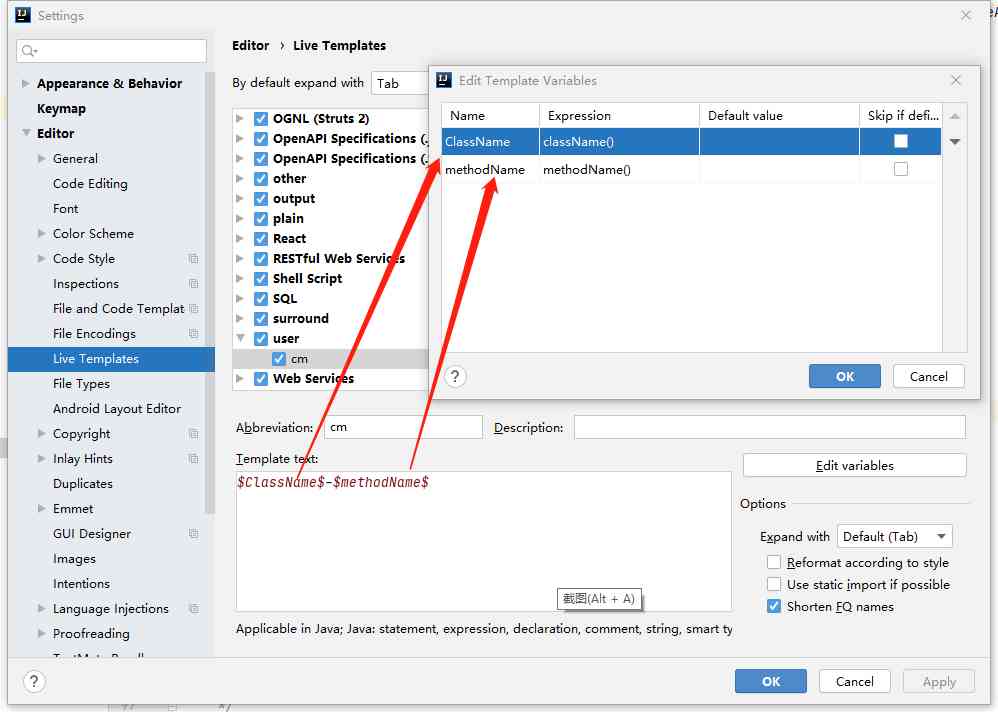 Settings
Editor › Live Templates
By default expand with Tab
Appearance & Behavior
Keymap
Editor
General
Code Editing
Font
Color Scheme
Code Style
Inspections
File and Code Templat
File Encodings
Live Templates
File Types
Android Layout Editor
Copyright
Inlay Hints
Duplicates
Emmet
GUI Designer
Images
Intentions
Language Injections
Proofreading
OGNL (Struts 2)
OpenAPI Specifications (.
OpenAPI Specifications (.
other
output
plain
React
RESTful Web Services
Shell Script
SQL
surround
user
cm
Web Services
Edit Template Variables
Name Expression Default value Skip if defi...
ClassName className()
methodName methodName()
? OK Cancel
Abbreviation: cm Description:
Template text:
$ClassName$-$methodName$
Edit variables
Options
Expand with Default (Tab)
Reformat according to style
Use static import if possible
Shorten FQ names
截图(Alt + A)
Applicable in Java; Java: statement, expression, declaration, comment, string, smart ty
? OK Cancel Apply